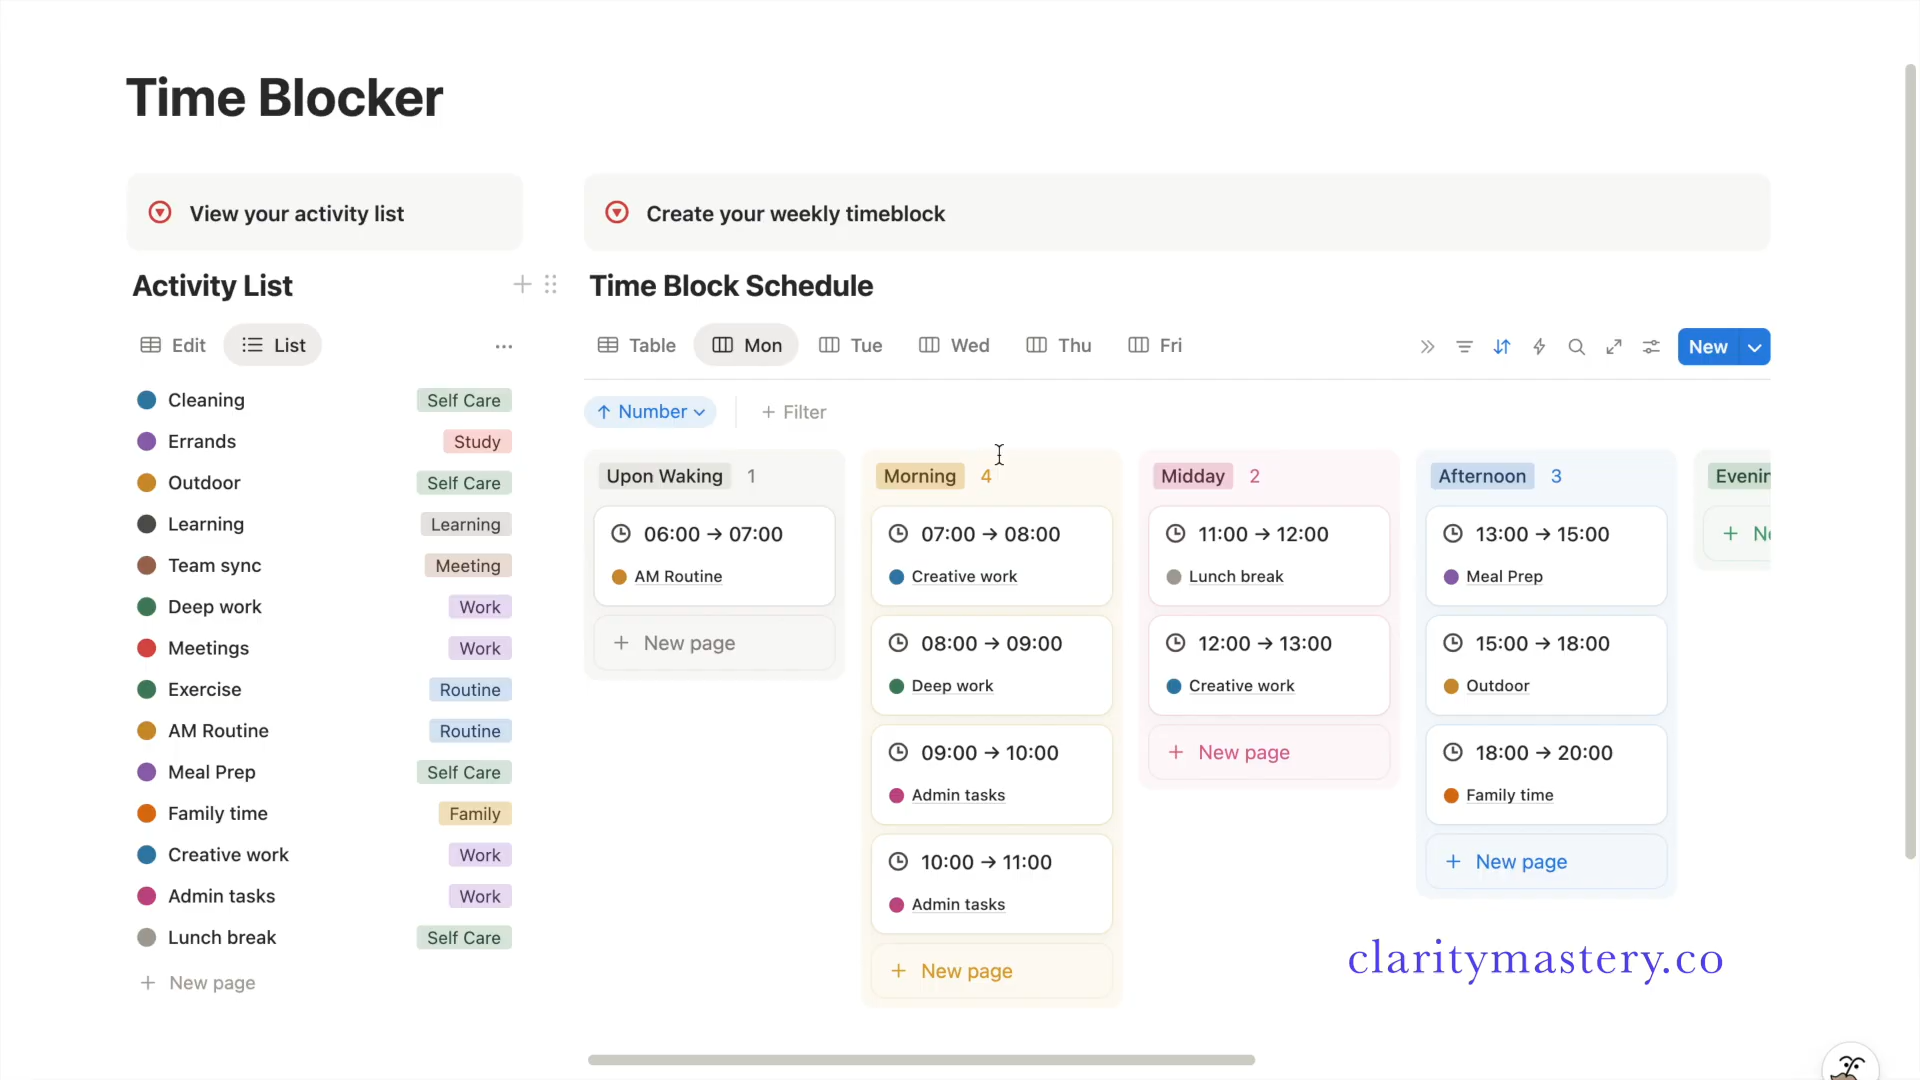 Time Blocker
View your activity list
Create your weekly timeblock
Activity List
Edit
List
Cleaning Self Care
Errands Study
Outdoor Self Care
Learning Learning
Team sync Meeting
Deep work Work
Meetings Work
Exercise Routine
AM Routine Routine
Meal Prep Self Care
Family time Family
Creative work Work
Admin tasks Work
Lunch break Self Care
+ New page
Time Block Schedule
Table Mon Tue Wed Thu Fri
New
↑ Number
+ Filter
Upon Waking 1
06:00 → 07:00
AM Routine
+ New page
Morning 4
07:00 → 08:00
Creative work
08:00 → 09:00
Deep work
09:00 → 10:00
Admin tasks
10:00 → 11:00
Admin tasks
+ New page
Midday 2
11:00 → 12:00
Lunch break
12:00 → 13:00
Creative work
+ New page
Afternoon 3
13:00 → 15:00
Meal Prep
15:00 → 18:00
Outdoor
18:00 → 20:00
Family time
+ New page
claritymastery.co